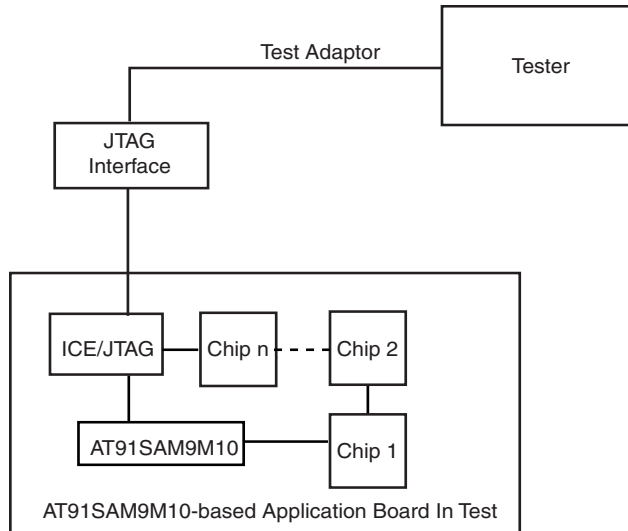 Test Adaptor
Tester
JTAG
Interface
ICE/JTAG
Chip n
Chip 2
AT91SAM9M10
Chip 1
AT91SAM9M10-based Application Board In Test